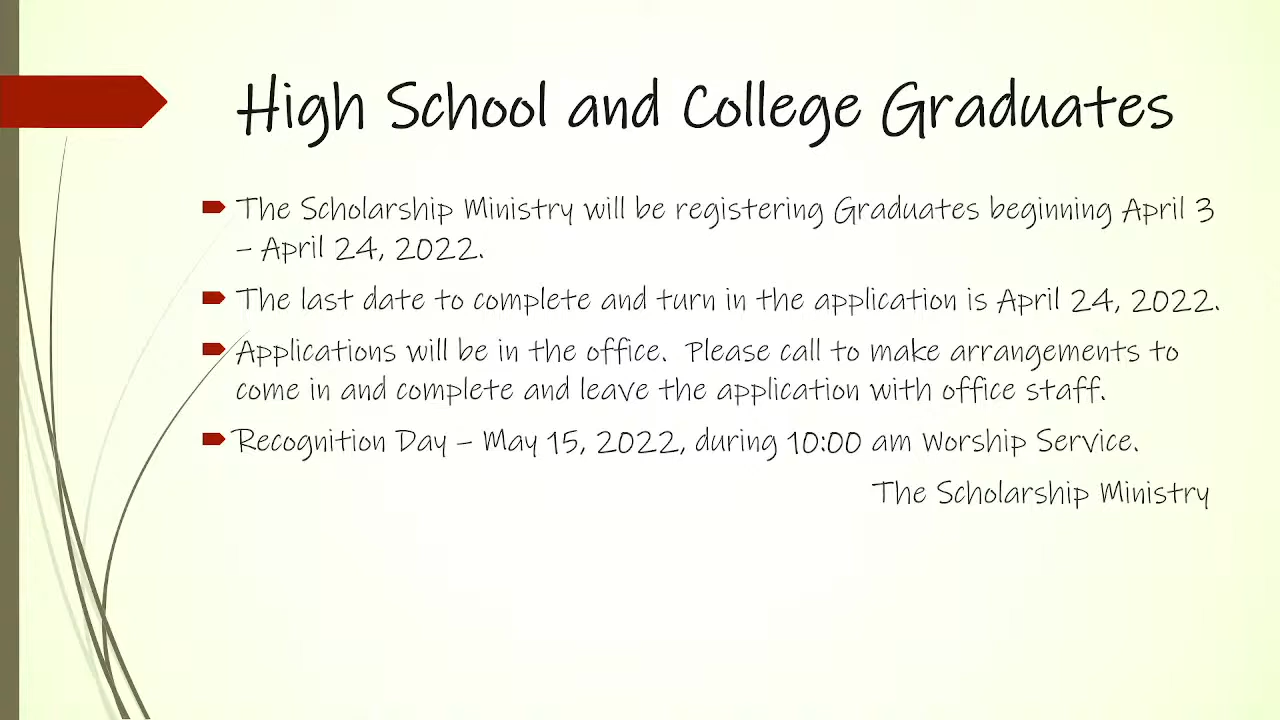 High School and College Graduates
The Scholarship Ministry will be registering Graduates beginning April 3
– April 24, 2022.
The last date to complete and turn in the application is April 24, 2022.
Applications will be in the office.  Please call to make arrangements to
come in and complete and leave the application with office staff.
Recognition Day – May 15, 2022, during 10:00 am Worship Service.
The Scholarship Ministry